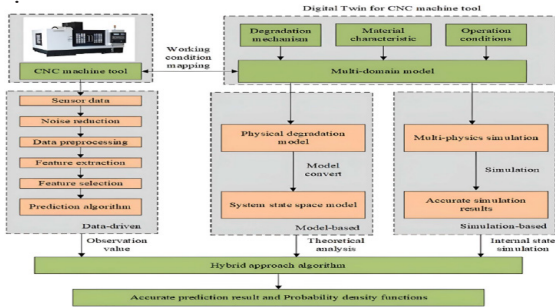 Digital Twin for CNC machine tool
Degradation
mechanism
Material
characteristic
Operation
conditions
Working
condition
mapping
CNC machine tool
Multi-domain model
Sensor data
Noise reduction
Data preprocessing
Feature extraction
Feature selection
Prediction algorithm
Data-driven
Physical degradation
model
Model
convert
System state space model
Model-based
Multi-physics simulation
Simulation
Accurate simulation
results
Simulation-based
Observation
value
Theoretical
analysis
Internal state
simulation
Hybrid approach algorithm
Accurate prediction result and Probability density functions